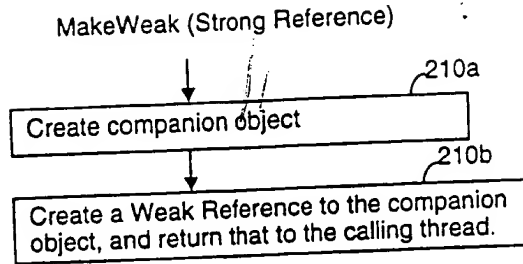 MakeWeak (Strong Reference)
210a
Create companion object
210b
Create a Weak Reference to the companion
object, and return that to the calling thread.